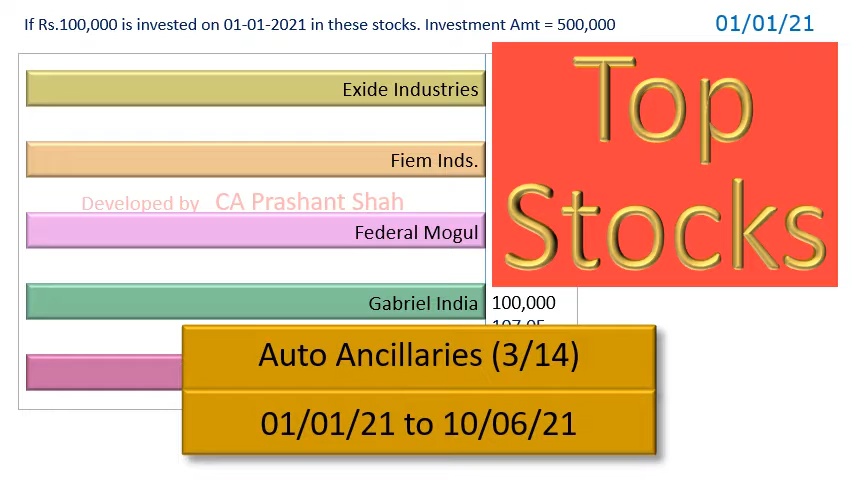 If Rs.100,000 is invested on 01-01-2021 in these stocks. Investment Amt = 500,000
01/01/21
Top
Stocks
Exide Industries
Fiem Inds.
Developed by CA Prashant Shah
Federal Mogul
Gabriel India 100,000
Auto Ancillaries (3/14)
01/01/21 to 10/06/21